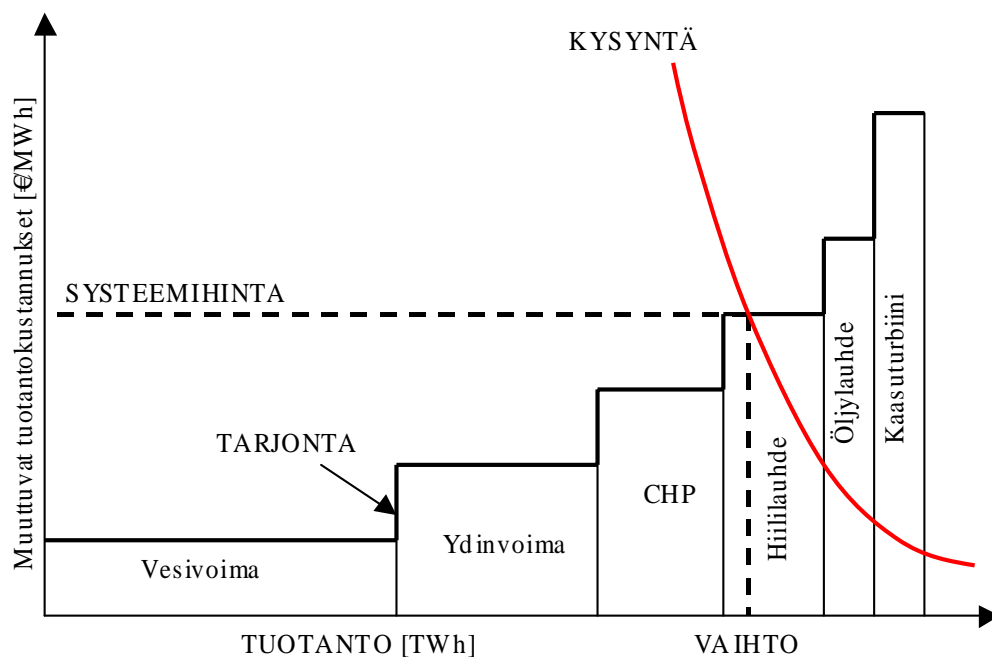 KYSYNTÄ
Muuttuvat tuotantokustannukset [€/MWh]
SYSTEEMIHINTA
TARJONTA
Vesivoima
Ydinvoima
CHP
Hiililauhde
Öljylauhde
Kaasuturbiini
TUOTANTO [TWh]
VAIHTO